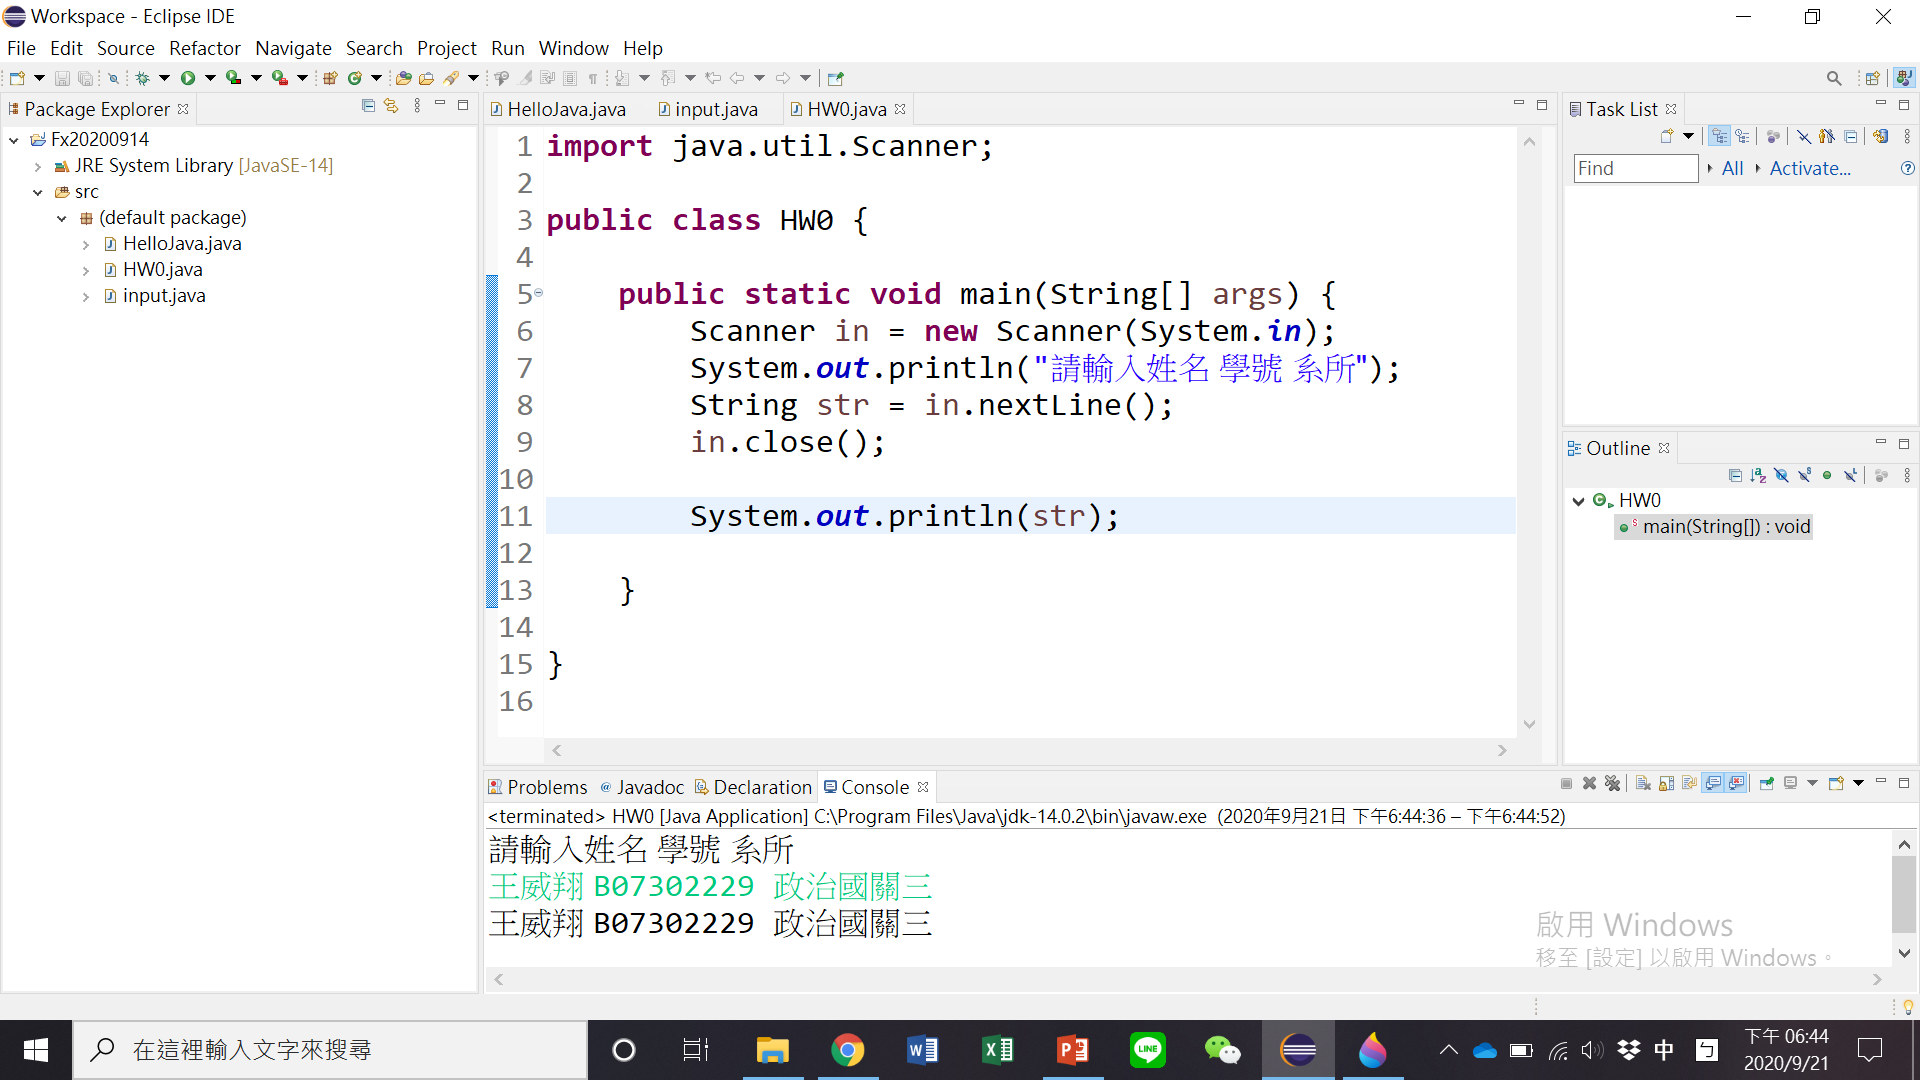 Workspace - Eclipse IDE
File Edit Source Refactor Navigate Search Project Run Window Help
Package Explorer
Fx20200914
JRE System Library [JavaSE-14]
src
(default package)
HelloJava.java
HW0.java
input.java
HelloJava.java input.java HW0.java
1 import java.util.Scanner;
2
3 public class HW0 {
4
5 public static void main(String[] args) {
6 Scanner in = new Scanner(System.in);
7 System.out.println("請輸入姓名 學號 系所");
8 String str = in.nextLine();
9 in.close();
10
11 System.out.println(str);
12
13 }
14
15 }
16
Task List
Find All Activate...
Outline
HW0
main(String[]) : void
Problems Javadoc Declaration Console
<terminated> HW0 [Java Application] C:\Program Files\Java\jdk-14.0.2\bin\javaw.exe (2020年9月21日 下午6:44:36 – 下午6:44:52)
請輸入姓名 學號 系所
王威翔 B07302229 政治國關三
王威翔 B07302229 政治國關三
啟用 Windows
移至 [設定] 以啟用 Windows。
在這裡輸入文字來搜尋
LINE
中
ㄅ
下午 06:44
2020/9/21